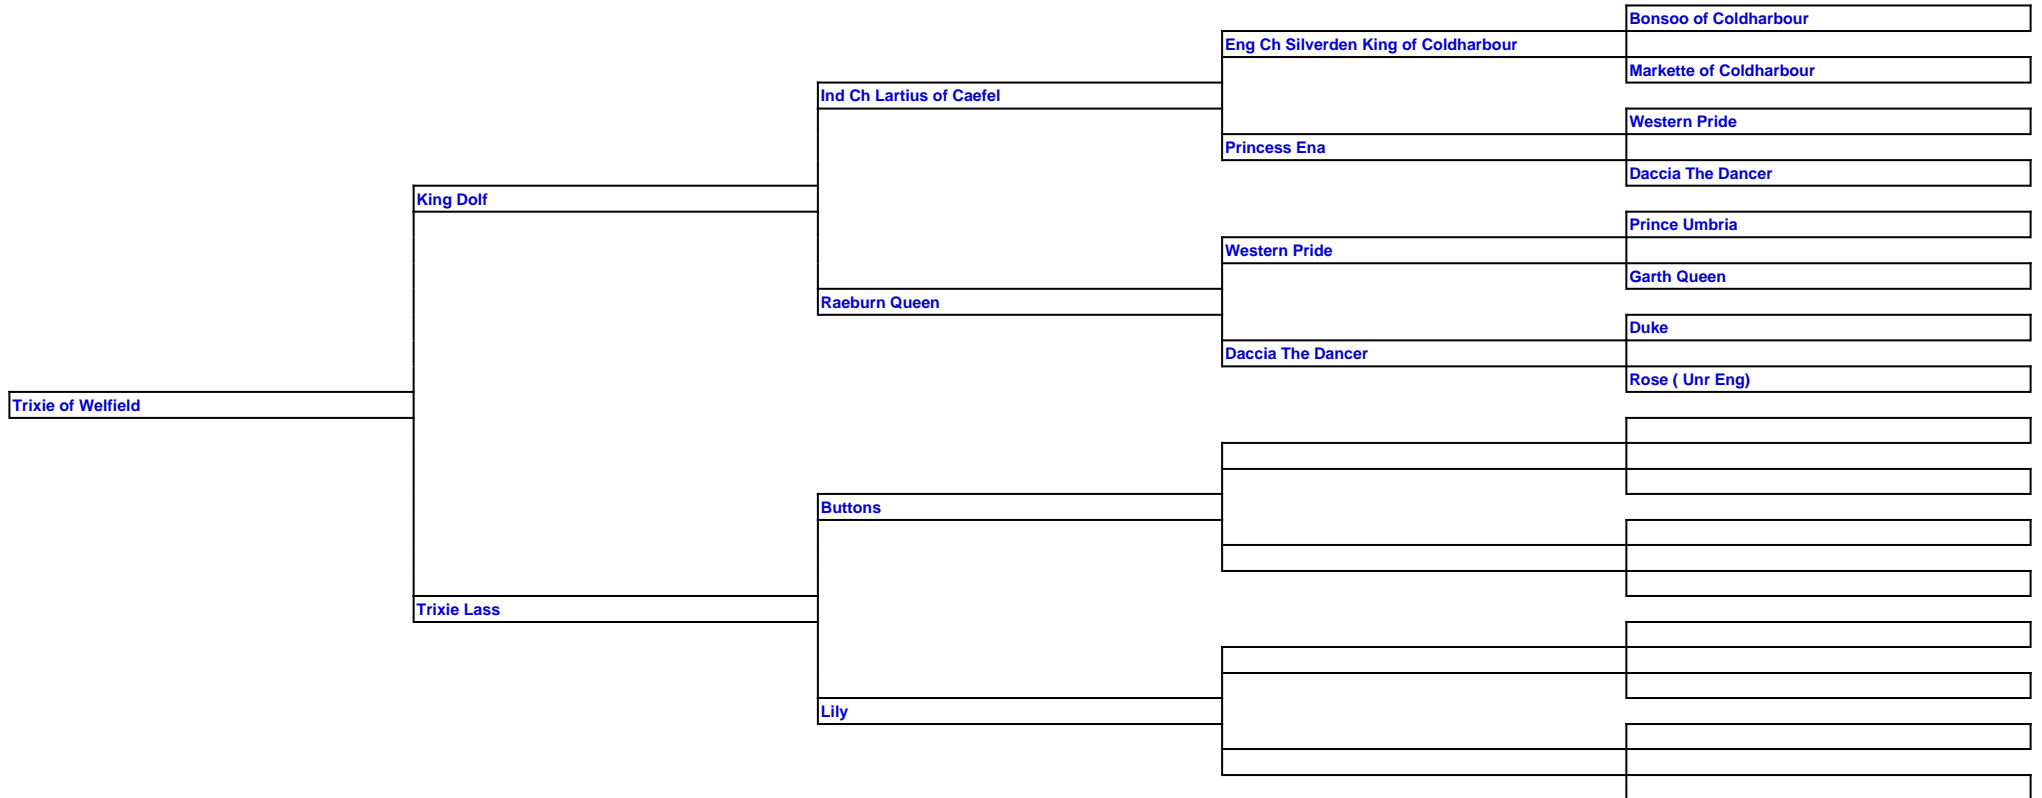 Bonsoo of Coldharbour
Eng Ch Silverden King of Coldharbour
Markette of Coldharbour
Ind Ch Lartius of Caefel
Western Pride
Princess Ena
Daccia The Dancer
King Dolf
Prince Umbria
Western Pride
Garth Queen
Raeburn Queen
Duke
Daccia The Dancer
Rose ( Unr Eng)
Trixie of Welfield
Buttons
Trixie Lass
Lily